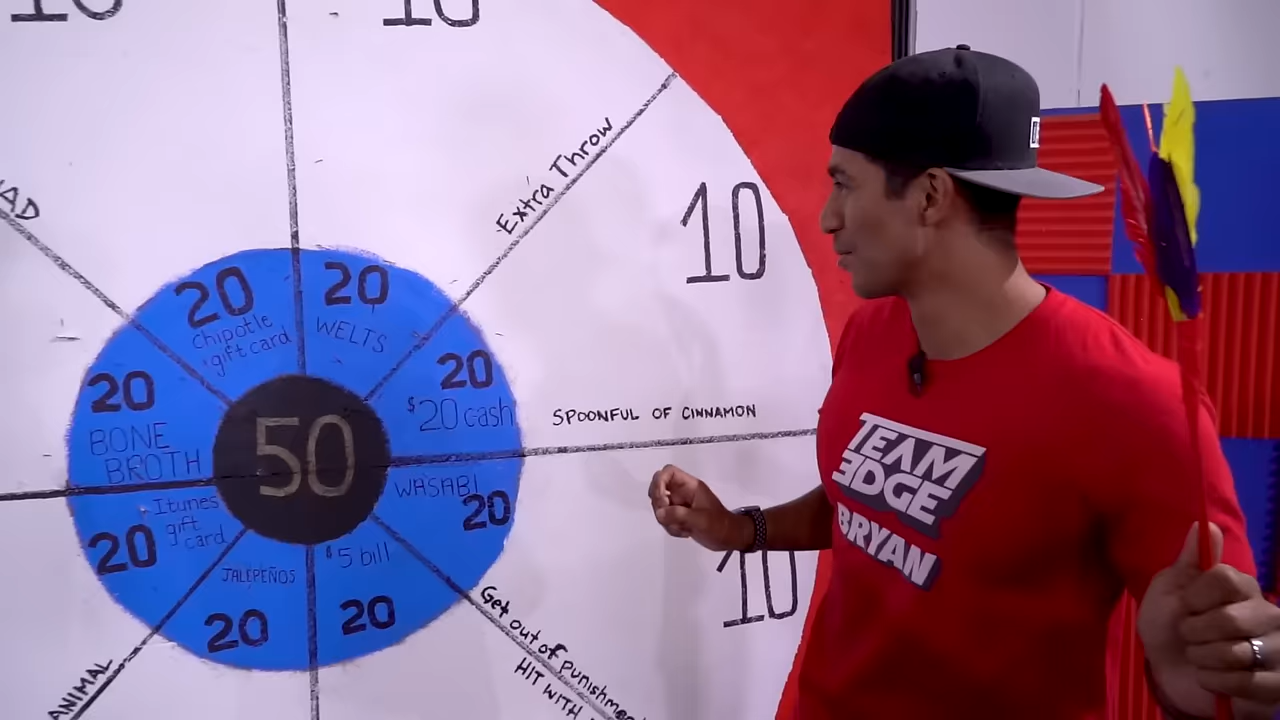 10
10
Extra Throw
10
20
Chipotle
gift card
20
WELTS
20
$20 cash
20
BONE
BROTH
50
SPOONFUL OF CINNAMON
WASABI
20
Itunes
gift
card
20
JALEPEÑOS
20
$5 bill
20
10
Get out of Punishment
HIT WITH
ANIMAL
TEAM
EDGE
BRYAN